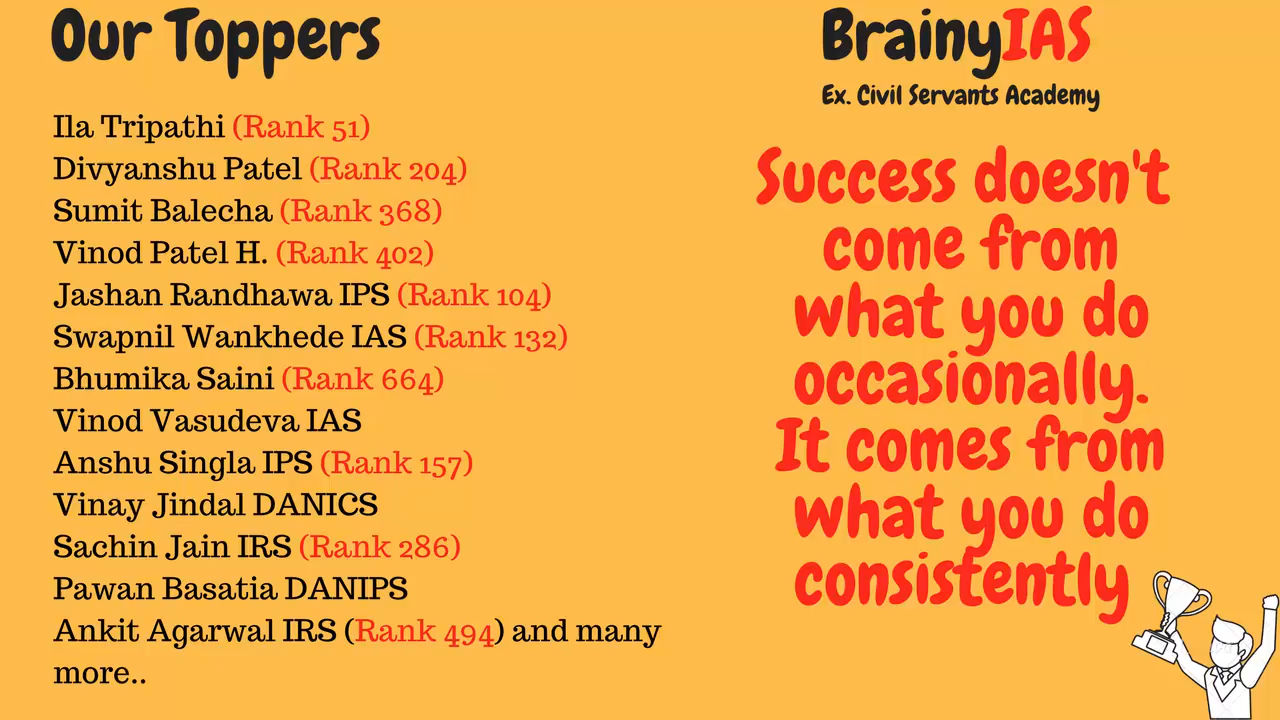 Our Toppers
Ila Tripathi (Rank 51)
Divyanshu Patel (Rank 204)
Sumit Balecha (Rank 368)
Vinod Patel H. (Rank 402)
Jashan Randhawa IPS (Rank 104)
Swapnil Wankhede IAS (Rank 132)
Bhumika Saini (Rank 664)
Vinod Vasudeva IAS
Anshu Singla IPS (Rank 157)
Vinay Jindal DANICS
Sachin Jain IRS (Rank 286)
Pawan Basatia DANIPS
Ankit Agarwal IRS (Rank 494) and many
more..
BrainyIAS
Ex. Civil Servants Academy
Success doesn't
come from
what you do
occasionally.
It comes from
what you do
consistently